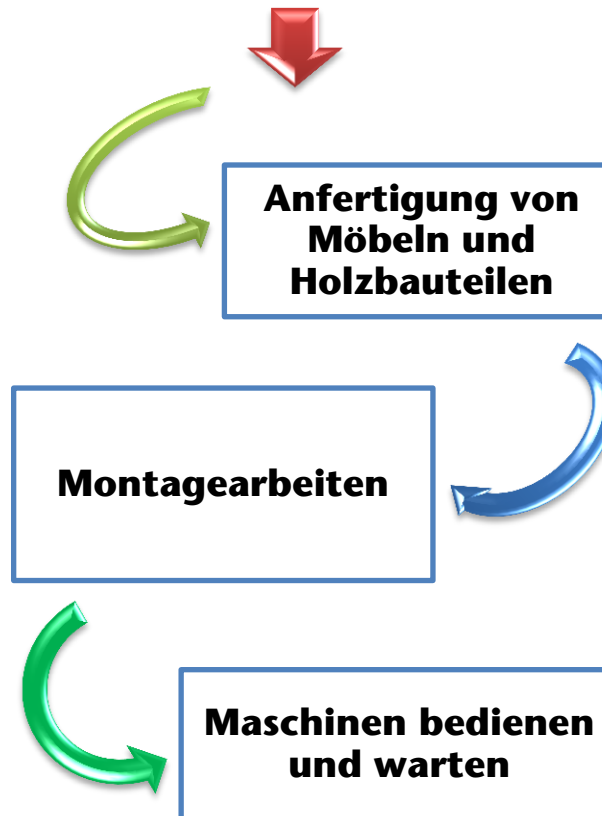 Anfertigung von
Möbeln und
Holzbauteilen
Montagearbeiten
Maschinen bedienen
und warten